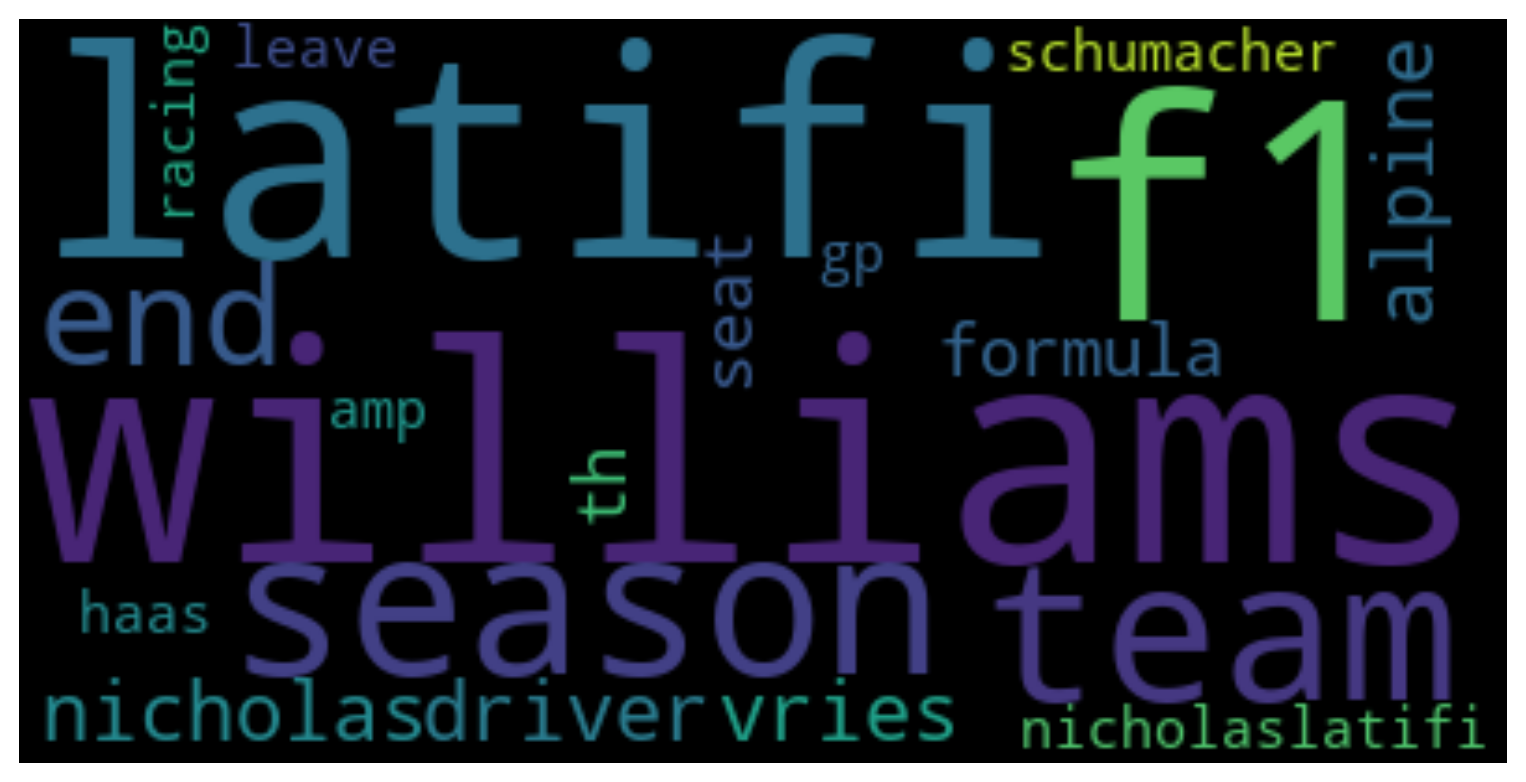 racing
leave
schumacher
latifi
f1
alpine
seat
gp
end
formula
williams
amp
th
haas
season
team
nicholas
driver
vries
nicholaslatifi